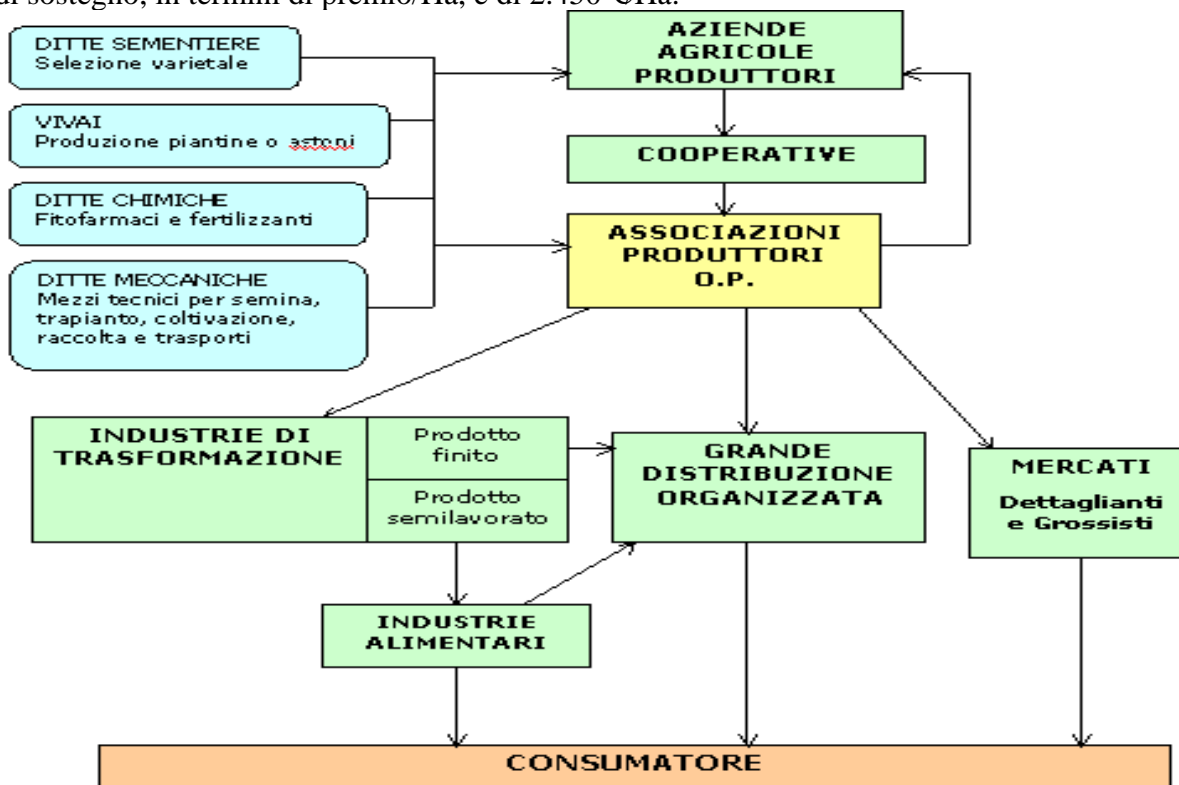 di sostegno, in termini di premio/Ha, è di 2.450 €/Ha.
DITTE SEMENTIERE
Selezione varietale
VIVAI
Produzione piantine o astoni
DITTE CHIMICHE
Fitofarmaci e fertilizzanti
DITTE MECCANICHE
Mezzi tecnici per semina,
trapianto, coltivazione,
raccolta e trasporti
AZIENDE
AGRICOLE
PRODUTTORI
COOPERATIVE
ASSOCIAZIONI
PRODUTTORI
O.P.
INDUSTRIE DI
TRASFORMAZIONE
Prodotto
finito
Prodotto
semilavorato
GRANDE
DISTRIBUZIONE
ORGANIZZATA
MERCATI
Dettaglianti
e Grossisti
INDUSTRIE
ALIMENTARI
CONSUMATORE